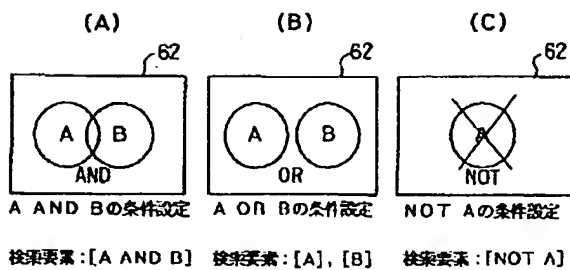 (A) (B) (C)
62 62 62
A B A B A
AND OR NOT
A AND Bの条件設定 A OR Bの条件設定 NOT Aの条件設定
検索要素:[A AND B] 検索要素:[A], [B] 検索要素:[NOT A]